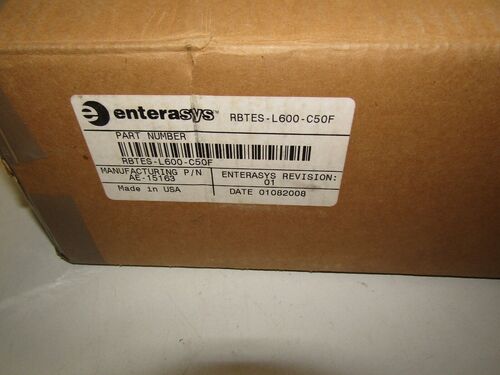 enterasys™ RBTES-L600-C50F
PART NUMBER
RBTES-L600-C50F
MANUFACTURING P/N
AE-15163
ENTERASYS REVISION:
01
Made in USA
DATE 01082008